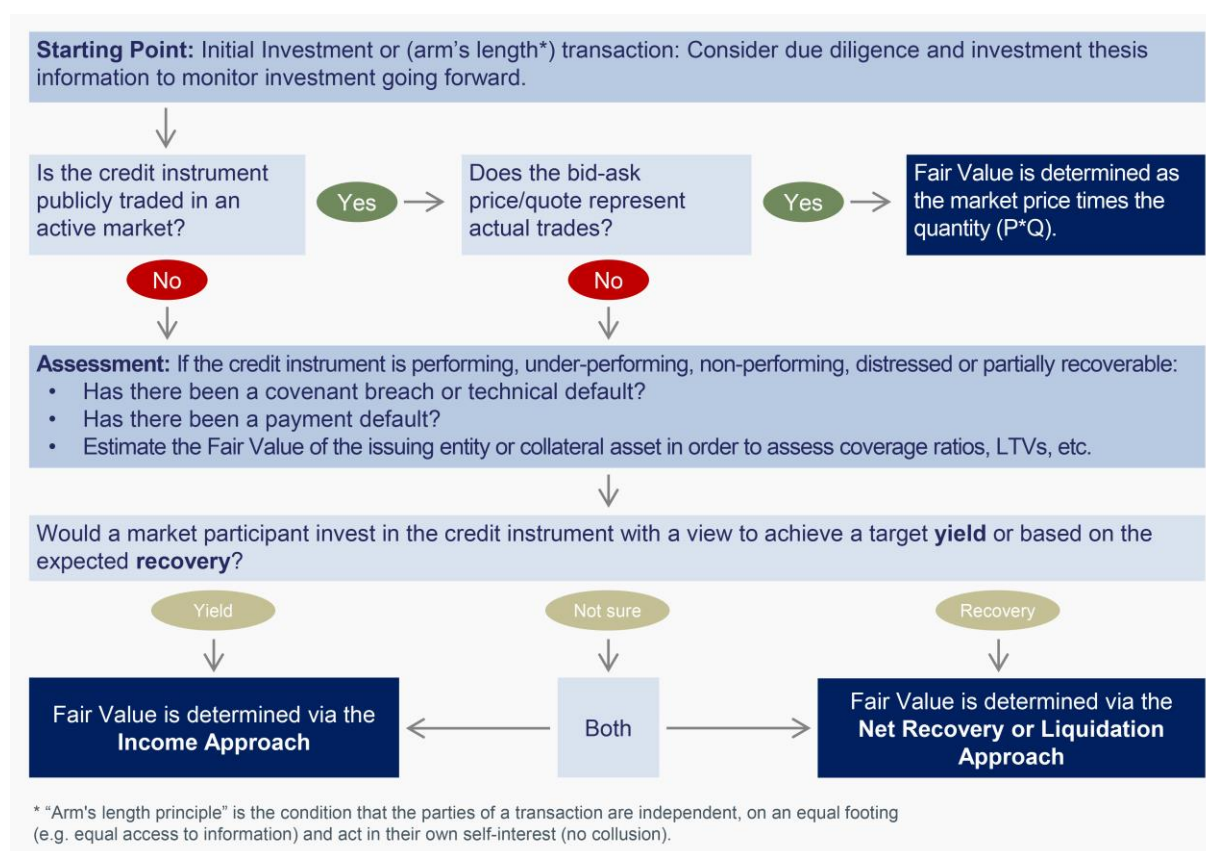 Starting Point: Initial Investment or (arm's length*) transaction: Consider due diligence and investment thesis
information to monitor investment going forward.
Is the credit instrument
publicly traded in an
active market?
Yes
Does the bid-ask
price/quote represent
actual trades?
Yes
Fair Value is determined as
the market price times the
quantity (P*Q).
No
No
Assessment: If the credit instrument is performing, under-performing, non-performing, distressed or partially recoverable:
• Has there been a covenant breach or technical default?
• Has there been a payment default?
• Estimate the Fair Value of the issuing entity or collateral asset in order to assess coverage ratios, LTVs, etc.
Would a market participant invest in the credit instrument with a view to achieve a target yield or based on the
expected recovery?
Yield
Not sure
Recovery
Fair Value is determined via the
Income Approach
Both
Fair Value is determined via the
Net Recovery or Liquidation
Approach
* “Arm's length principle” is the condition that the parties of a transaction are independent, on an equal footing
(e.g. equal access to information) and act in their own self-interest (no collusion).